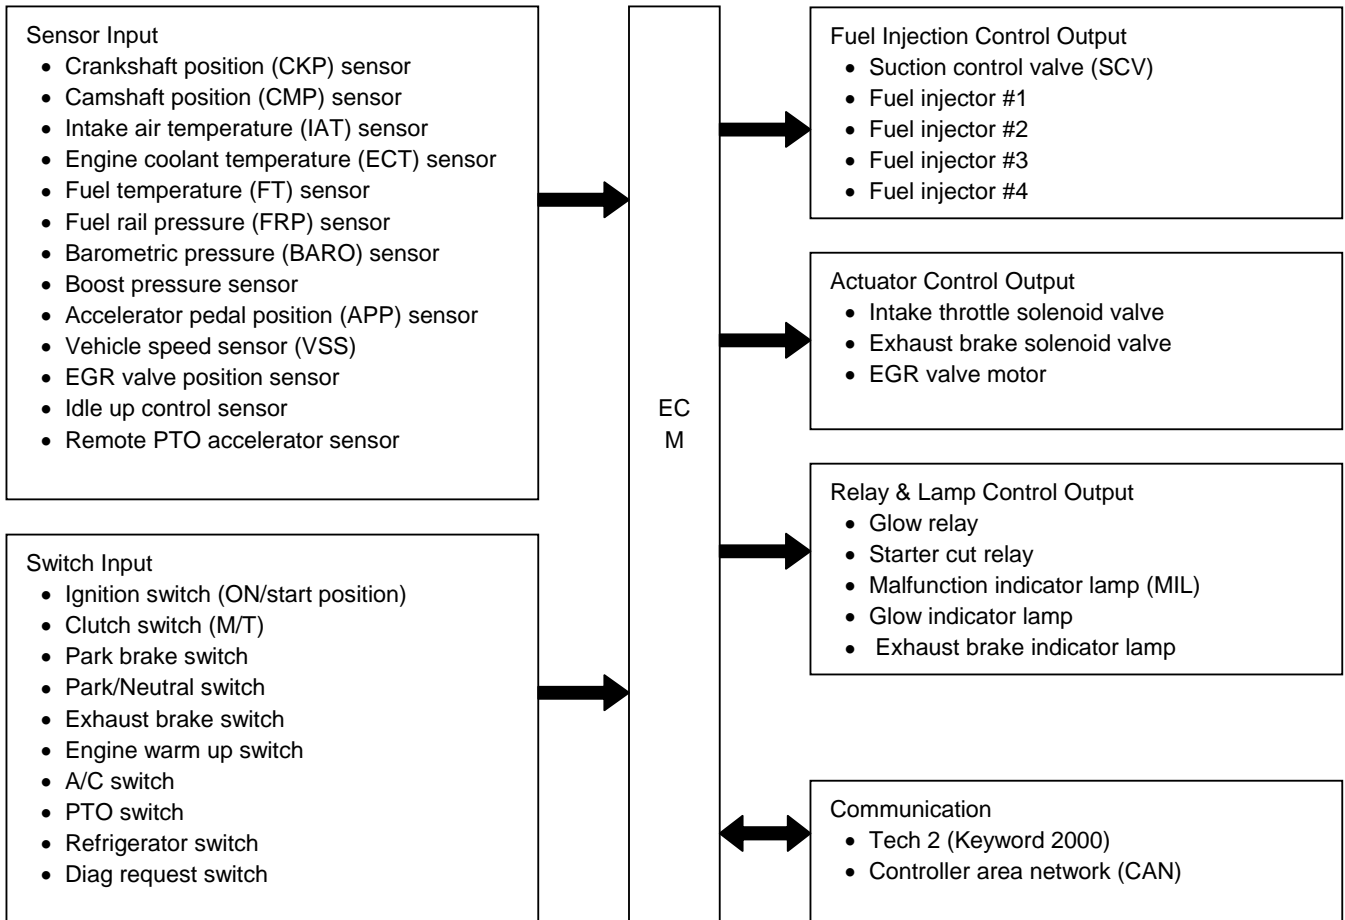 Sensor Input
• Crankshaft position (CKP) sensor
• Camshaft position (CMP) sensor
• Intake air temperature (IAT) sensor
• Engine coolant temperature (ECT) sensor
• Fuel temperature (FT) sensor
• Fuel rail pressure (FRP) sensor
• Barometric pressure (BARO) sensor
• Boost pressure sensor
• Accelerator pedal position (APP) sensor
• Vehicle speed sensor (VSS)
• EGR valve position sensor
• Idle up control sensor
• Remote PTO accelerator sensor
Switch Input
• Ignition switch (ON/start position)
• Clutch switch (M/T)
• Park brake switch
• Park/Neutral switch
• Exhaust brake switch
• Engine warm up switch
• A/C switch
• PTO switch
• Refrigerator switch
• Diag request switch
EC
M
Fuel Injection Control Output
• Suction control valve (SCV)
• Fuel injector #1
• Fuel injector #2
• Fuel injector #3
• Fuel injector #4
Actuator Control Output
• Intake throttle solenoid valve
• Exhaust brake solenoid valve
• EGR valve motor
Relay & Lamp Control Output
• Glow relay
• Starter cut relay
• Malfunction indicator lamp (MIL)
• Glow indicator lamp
• Exhaust brake indicator lamp
Communication
• Tech 2 (Keyword 2000)
• Controller area network (CAN)